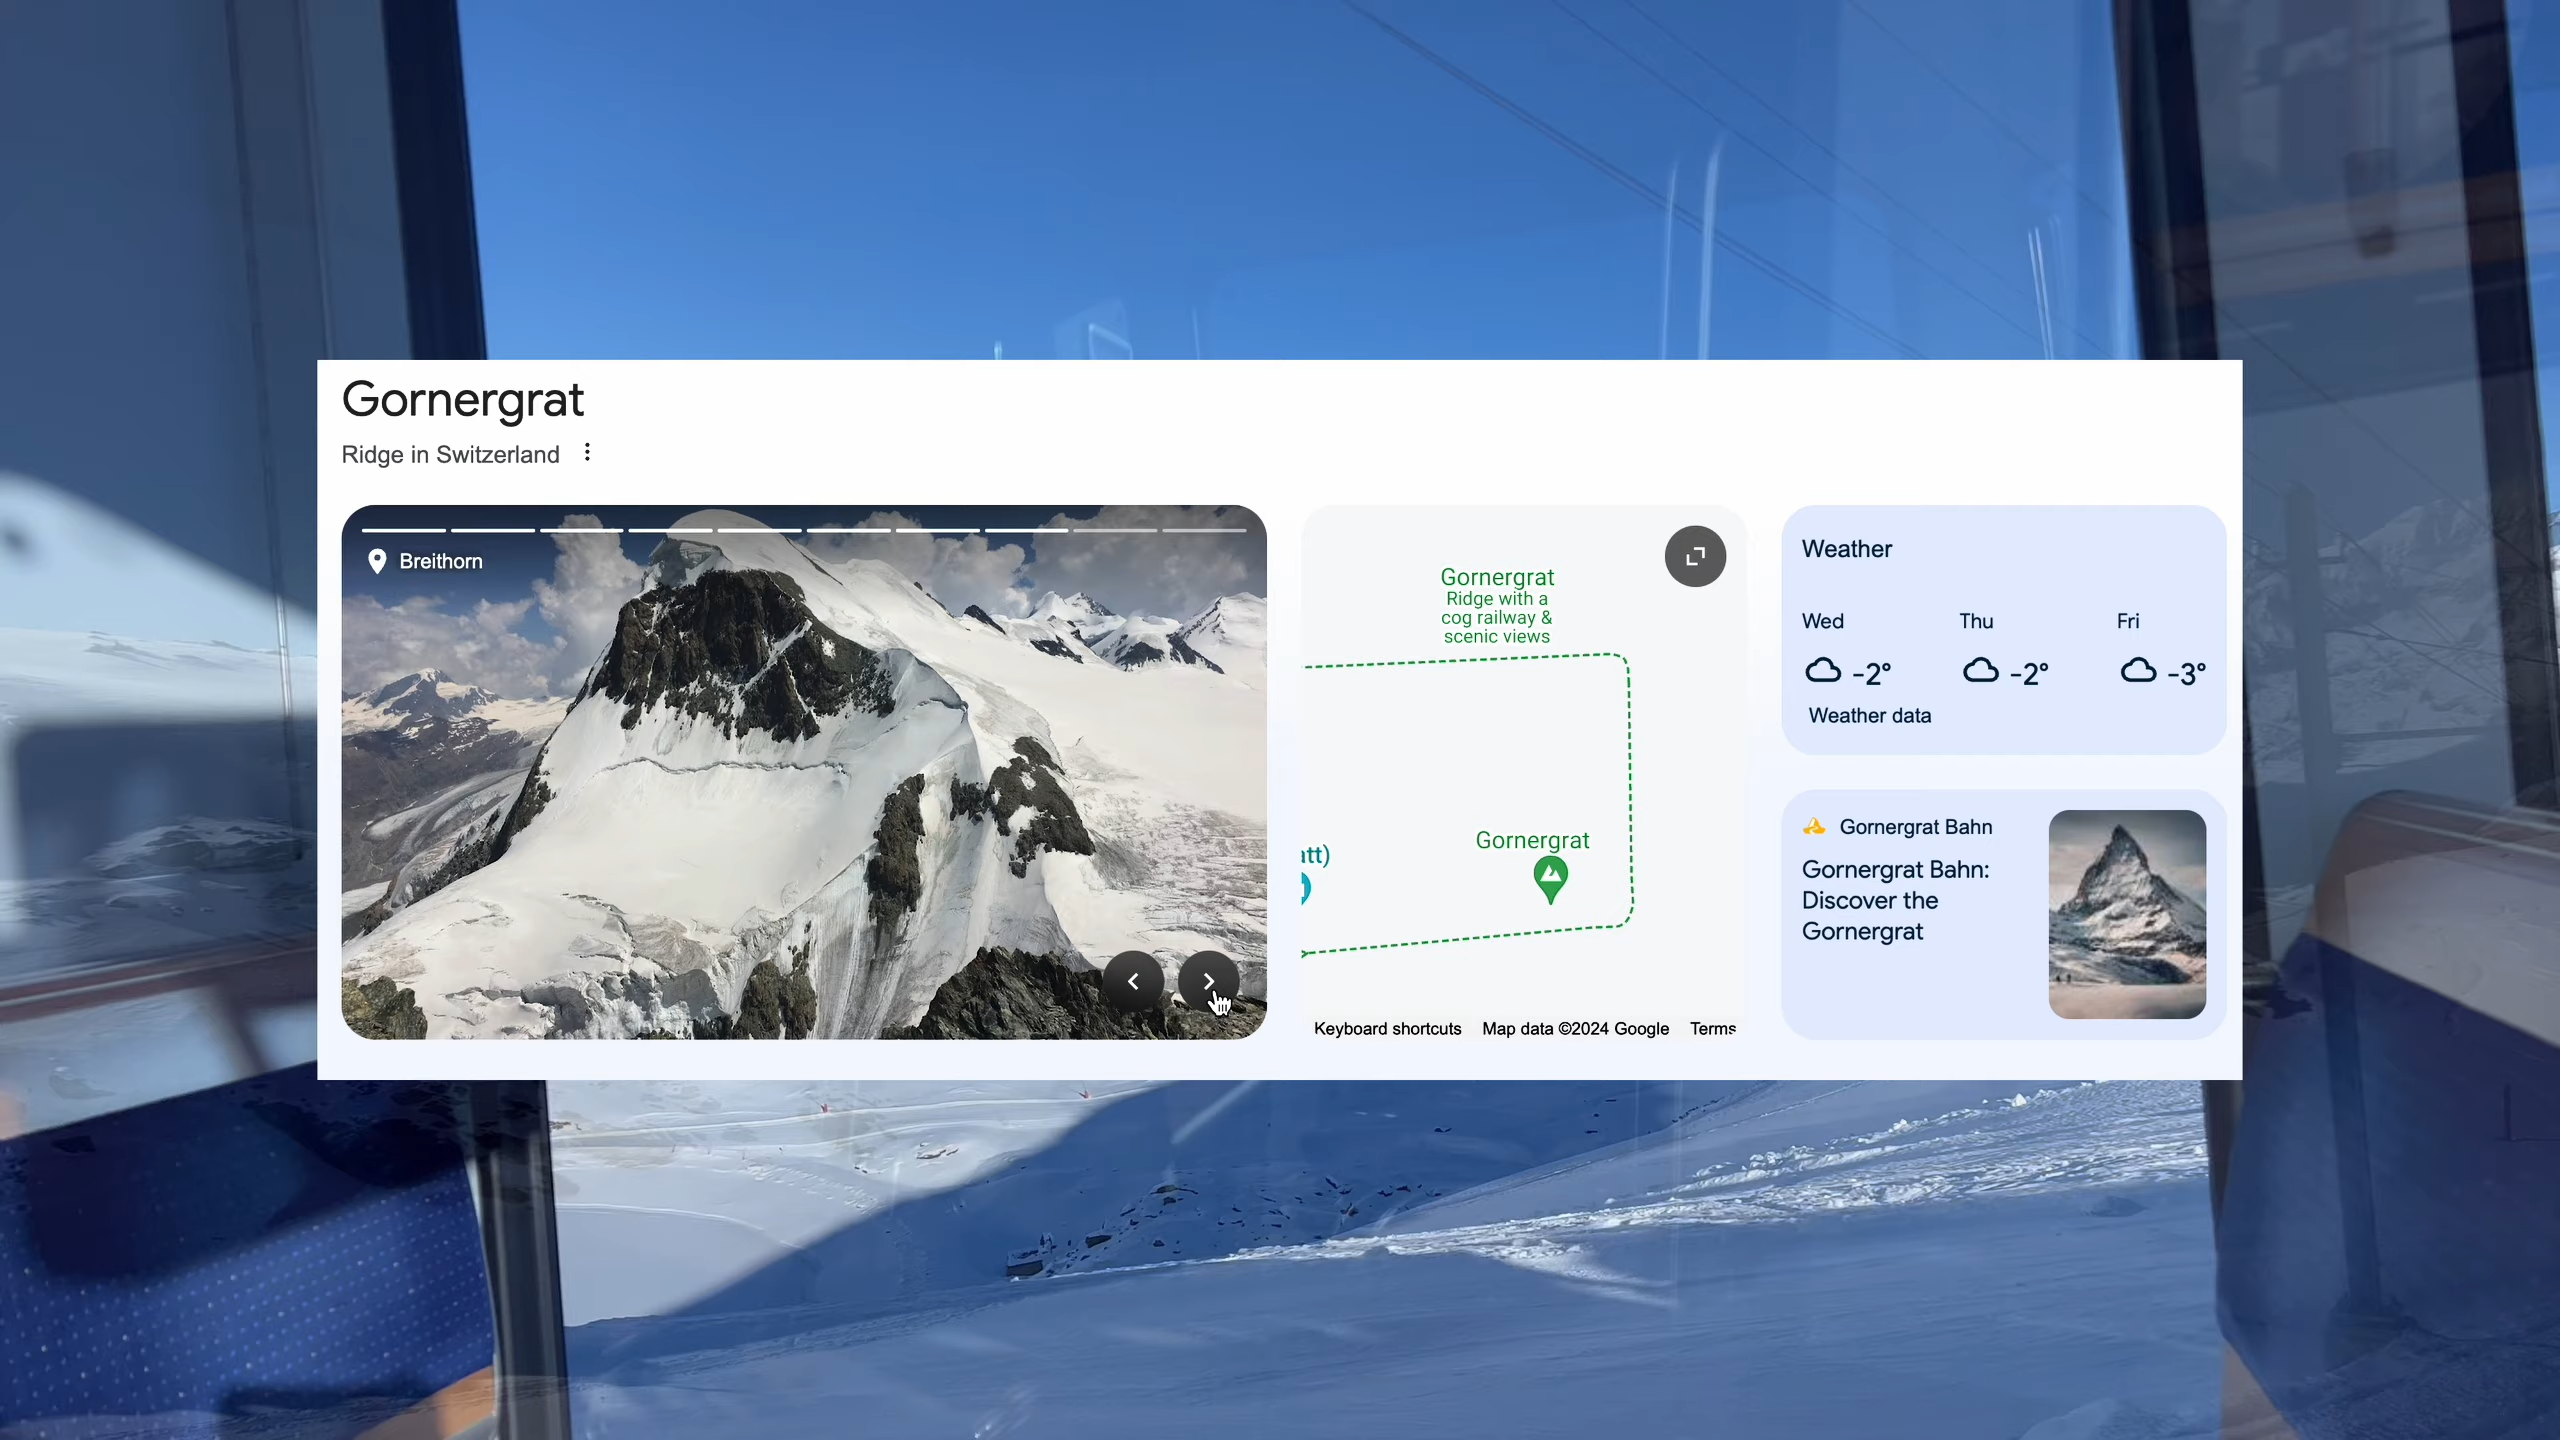 Gornergrat
Ridge in Switzerland
Breithorn
Gornergrat
Ridge with a
cog railway &
scenic views
Gornergrat
att)
Keyboard shortcuts Map data ©2024 Google Terms
Weather
Wed Thu Fri
-2° -2° -3°
Weather data
Gornergrat Bahn
Gornergrat Bahn:
Discover the
Gornergrat